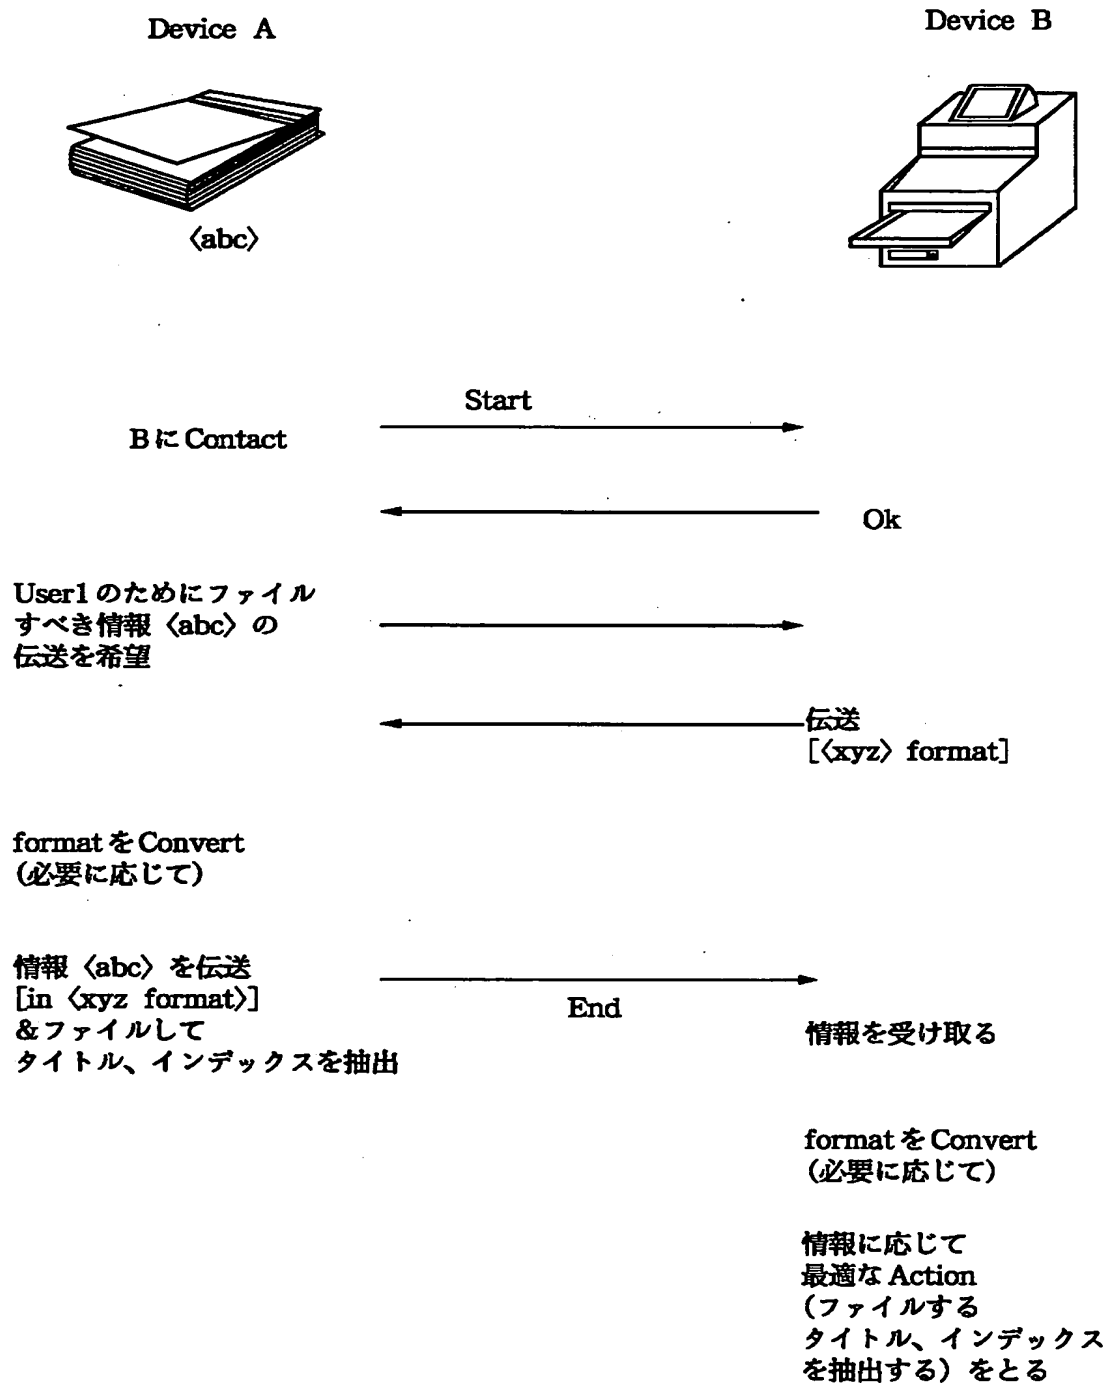 Device A
Device B
〈abc〉
Start
BにContact
Ok
User1のためにファイル
すべき情報〈abc〉の
伝送を希望
伝送
[〈xyz〉format]
formatをConvert
(必要に応じて)
情報〈abc〉を伝送
[in〈xyz format〉]
&ファイルして
タイトル、インデックスを抽出
End
情報を受け取る
formatをConvert
(必要に応じて)
情報に応じて
最適なAction
(ファイルする
タイトル、インデックス
を抽出する)をとる